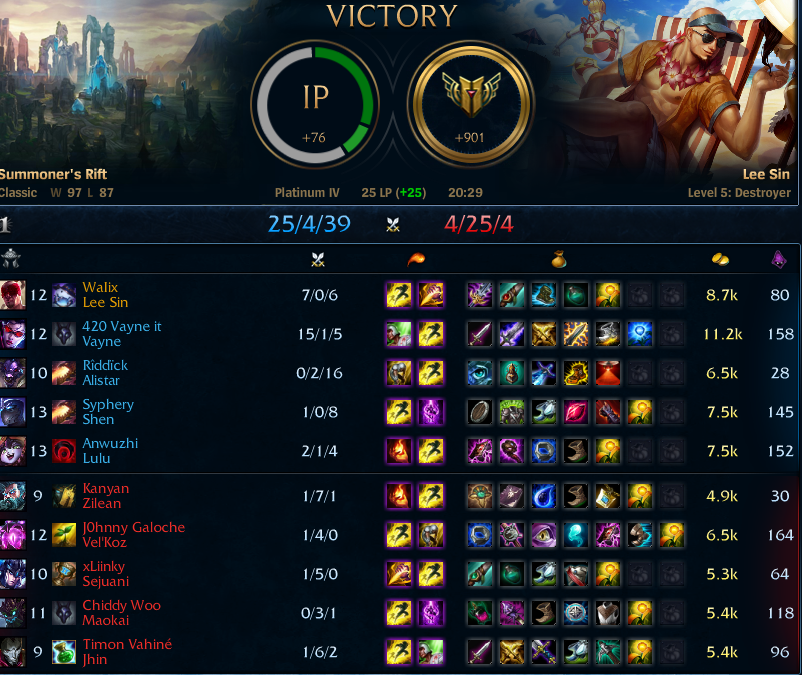 VICTORY
IP
+76
+901
Summoner's Rift
Lee Sin
Classic W 97 L 87
Platinum IV 25 LP (+25) 20:29
Level 5: Destroyer
1 25/4/39 4/25/4
12 Walix
Lee Sin
7/0/6 8.7k 80
12 420 Vayne it
Vayne
15/1/5 11.2k 158
10 Rïddïck
Alistar
0/2/16 6.5k 28
13 Syphery
Shen
1/0/8 7.5k 145
13 Anwuzhi
Lulu
2/1/4 7.5k 152
9 Kanyan
Zilean
1/7/1 4.9k 30
12 J0hnny Galoche
Vel'Koz
1/4/0 6.5k 164
10 xLiinky
Sejuani
1/5/0 5.3k 64
11 Chiddy Woo
Maokai
0/3/1 5.4k 118
9 Timon Vahiné
Jhin
1/6/2 5.4k 96